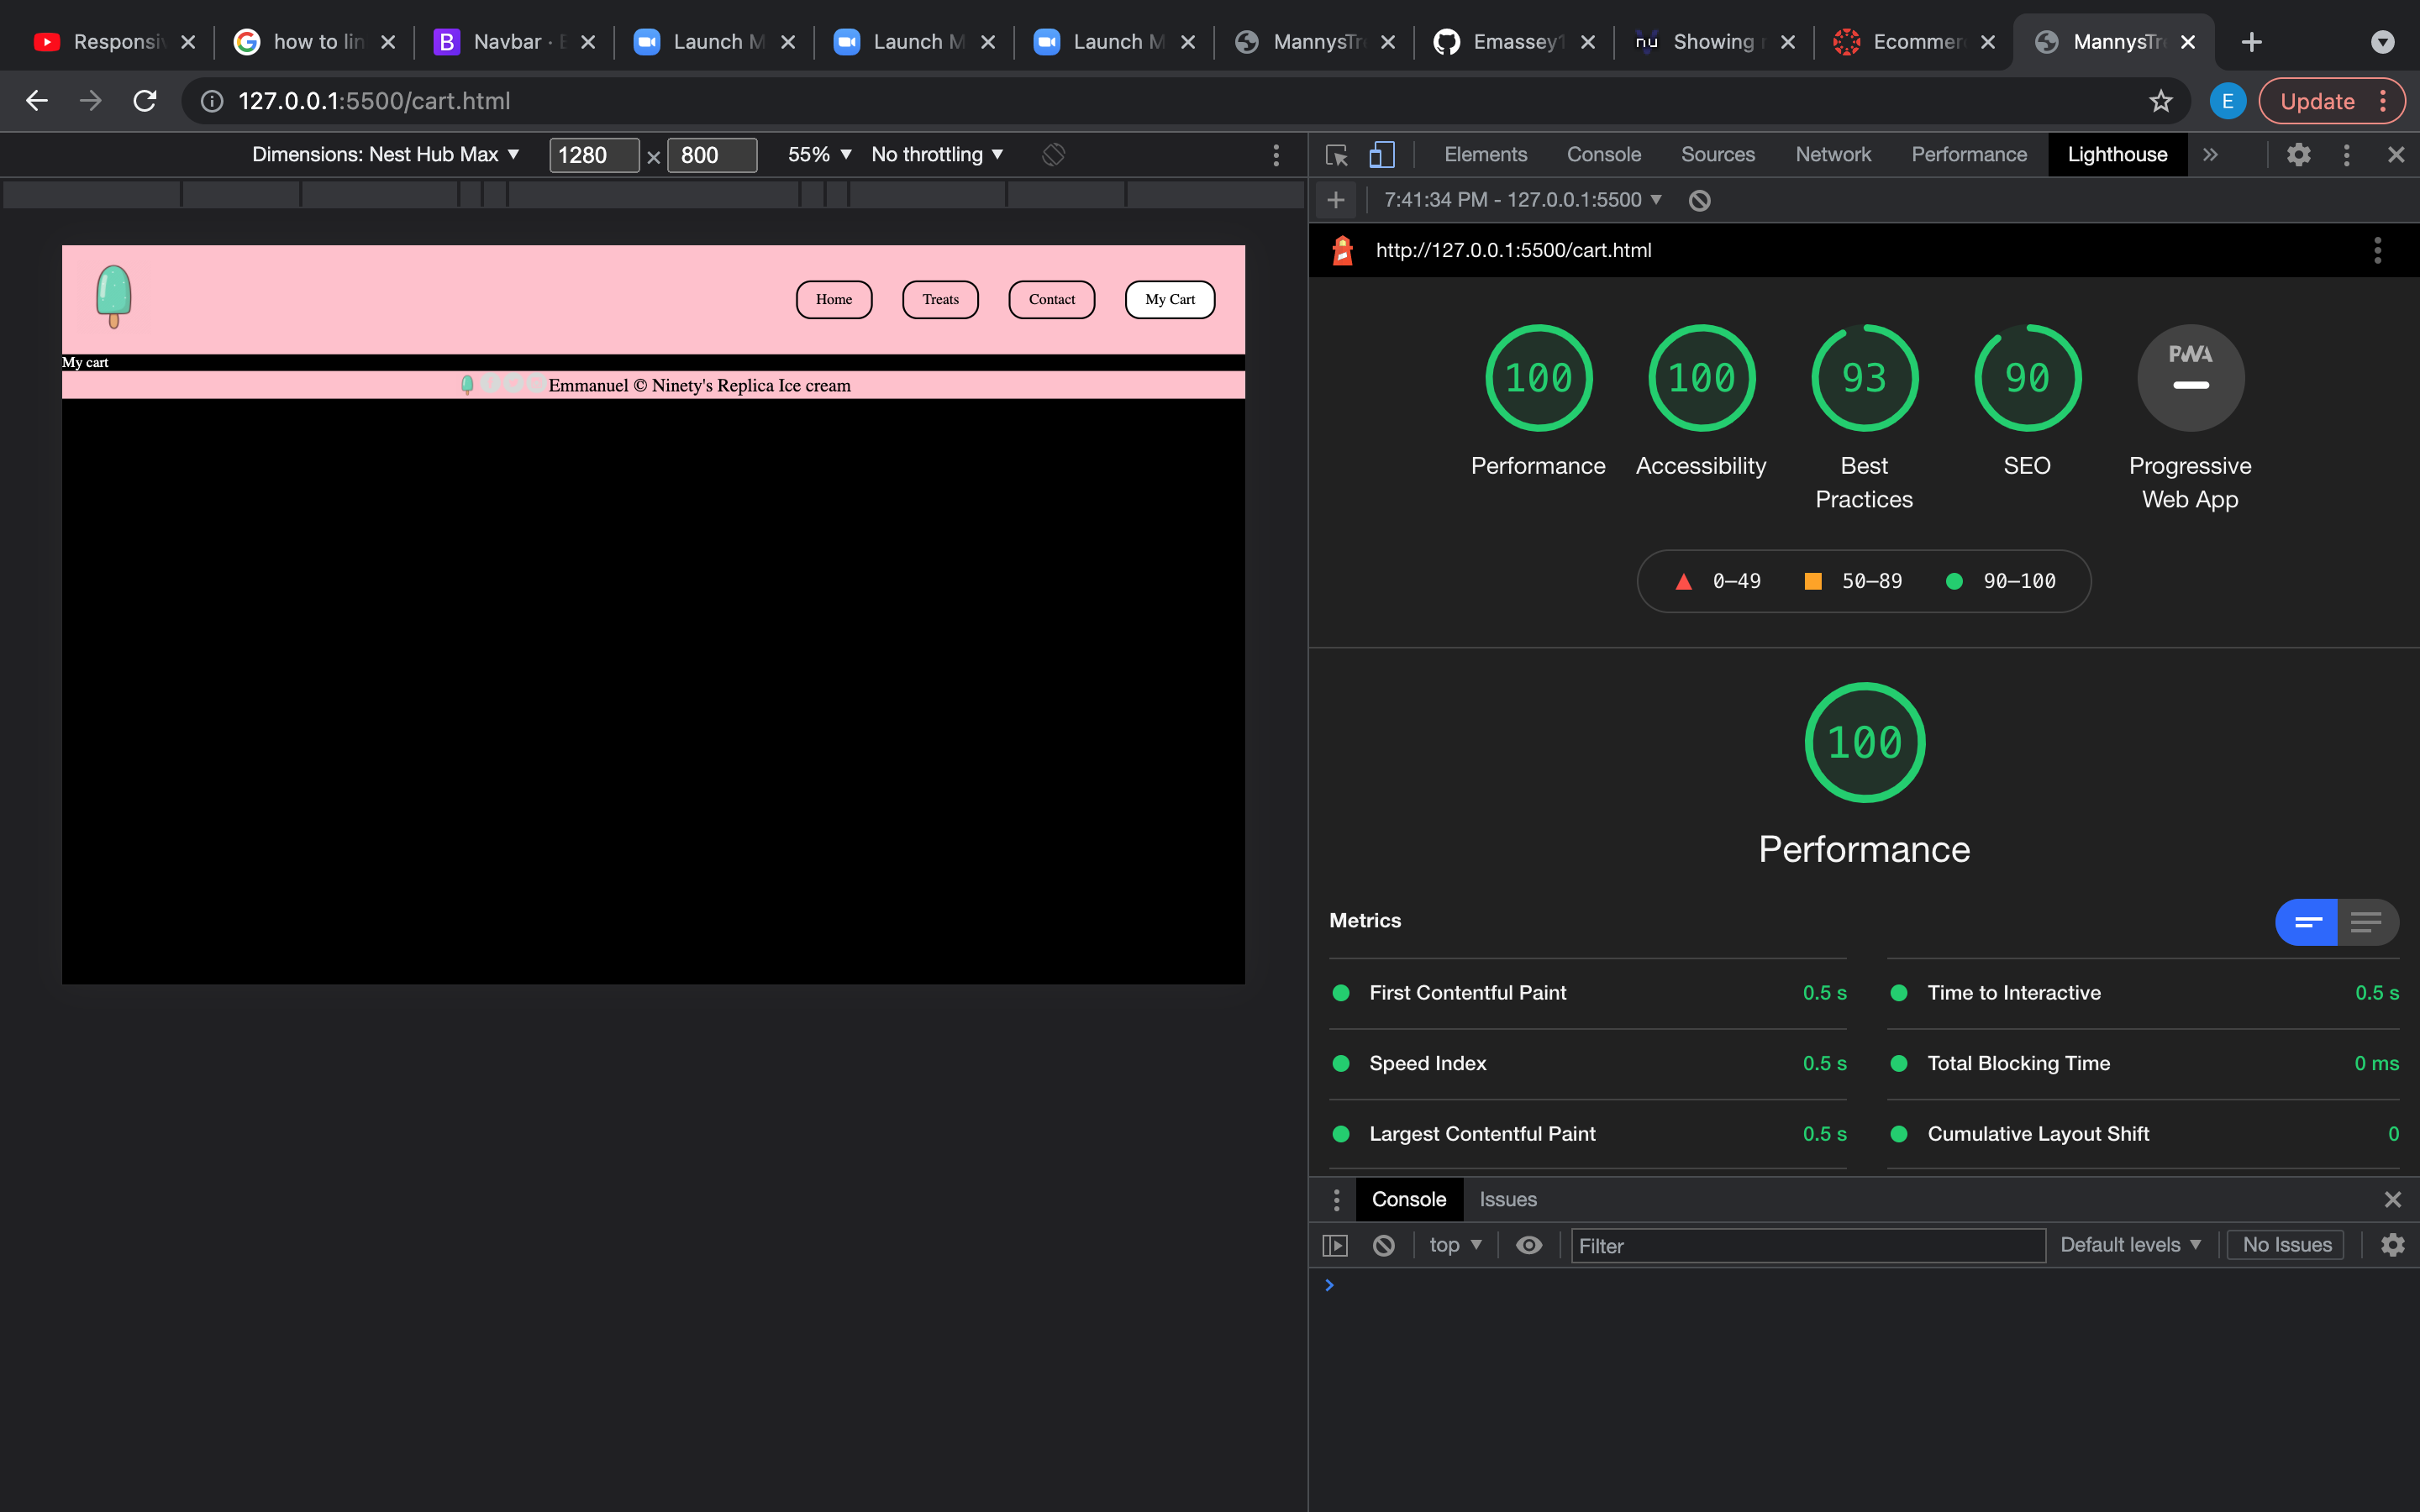 Responsiv
how to lin
B Navbar · B
Launch M
Launch M
Launch M
MannysTr
Emassey1
nu Showing r
Ecommer
MannysTr
127.0.0.1:5500/cart.html
E
Update
Dimensions: Nest Hub Max 1280 × 800 55% No throttling
Elements Console Sources Network Performance Lighthouse
7:41:34 PM - 127.0.0.1:5500
http://127.0.0.1:5500/cart.html
Home Treats Contact My Cart
My cart
Emmanuel © Ninety's Replica Ice cream
100 100 93 90 PWA
Performance Accessibility Best Practices SEO Progressive Web App
0–49 50–89 90–100
100
Performance
Metrics
First Contentful Paint 0.5 s
Time to Interactive 0.5 s
Speed Index 0.5 s
Total Blocking Time 0 ms
Largest Contentful Paint 0.5 s
Cumulative Layout Shift 0
Console Issues
top Filter Default levels No Issues